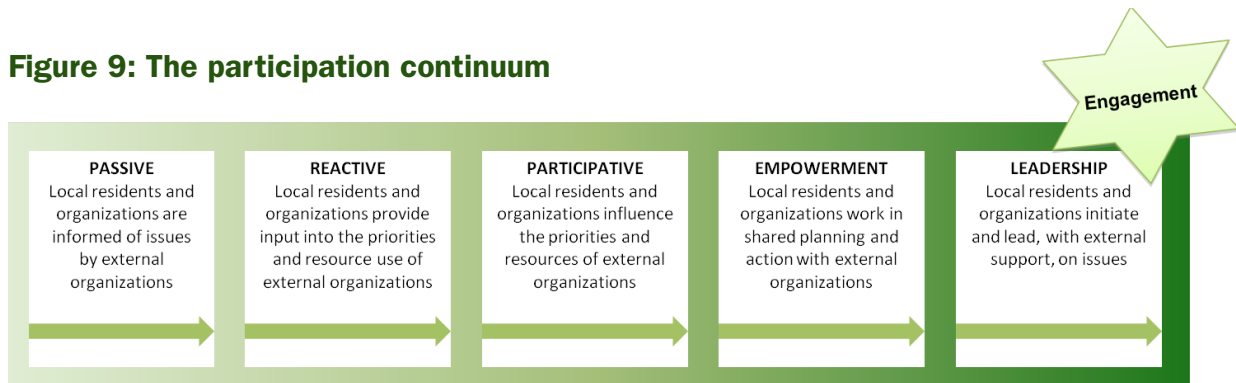 Figure 9: The participation continuum
Engagement
PASSIVE
Local residents and
organizations are
informed of issues
by external
organizations
REACTIVE
Local residents and
organizations provide
input into the priorities
and resource use of
external organizations
PARTICIPATIVE
Local residents and
organizations influence
the priorities and
resources of external
organizations
EMPOWERMENT
Local residents and
organizations work in
shared planning and
action with external
organizations
LEADERSHIP
Local residents and
organizations initiate
and lead, with external
support, on issues